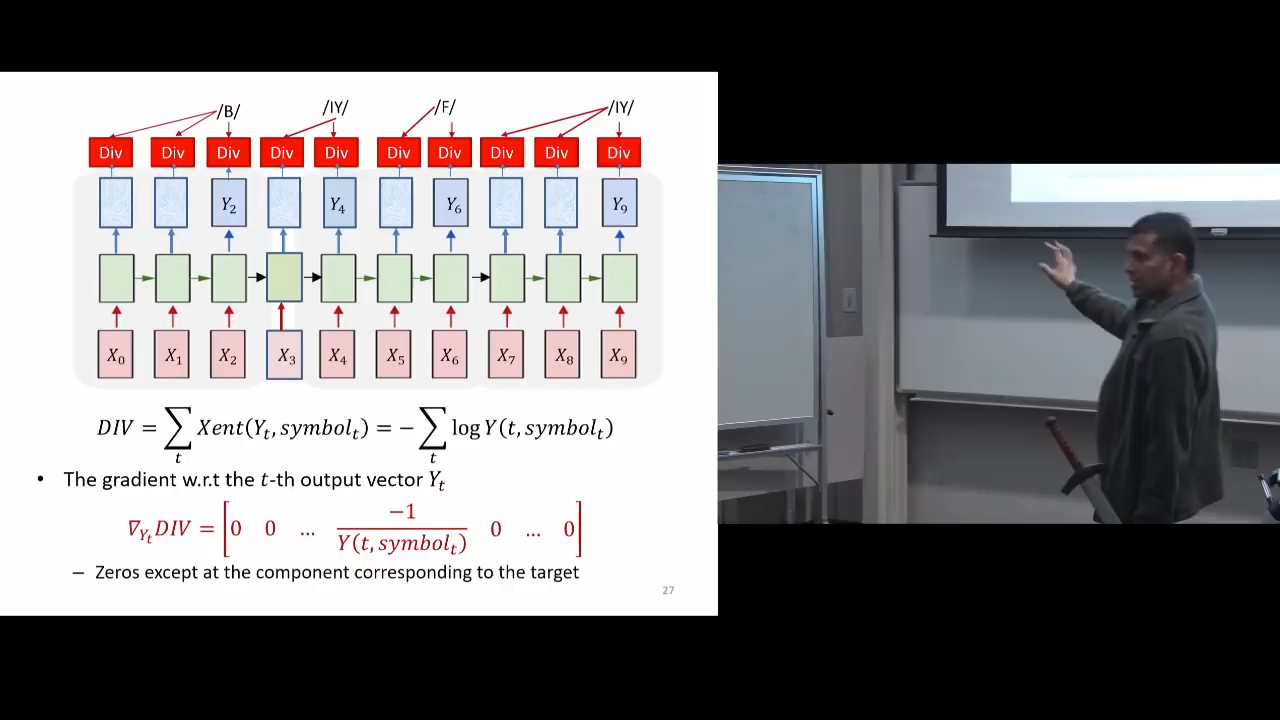 /B/ /IY/ /F/ /IY/
Div Div Div Div Div Div Div Div Div Div
Y₂ Y₄ Y₆ Y₉
X₀ X₁ X₂ X₃ X₄ X₅ X₆ X₇ X₈ X₉
DIV = ∑ₜ Xent(Yₜ, symbolₜ) = − ∑ₜ log Y(t, symbolₜ)
• The gradient w.r.t the t-th output vector Yₜ
∇_{Yₜ} DIV = [0 0 … −1 / Y(t, symbolₜ) 0 … 0]
– Zeros except at the component corresponding to the target
27